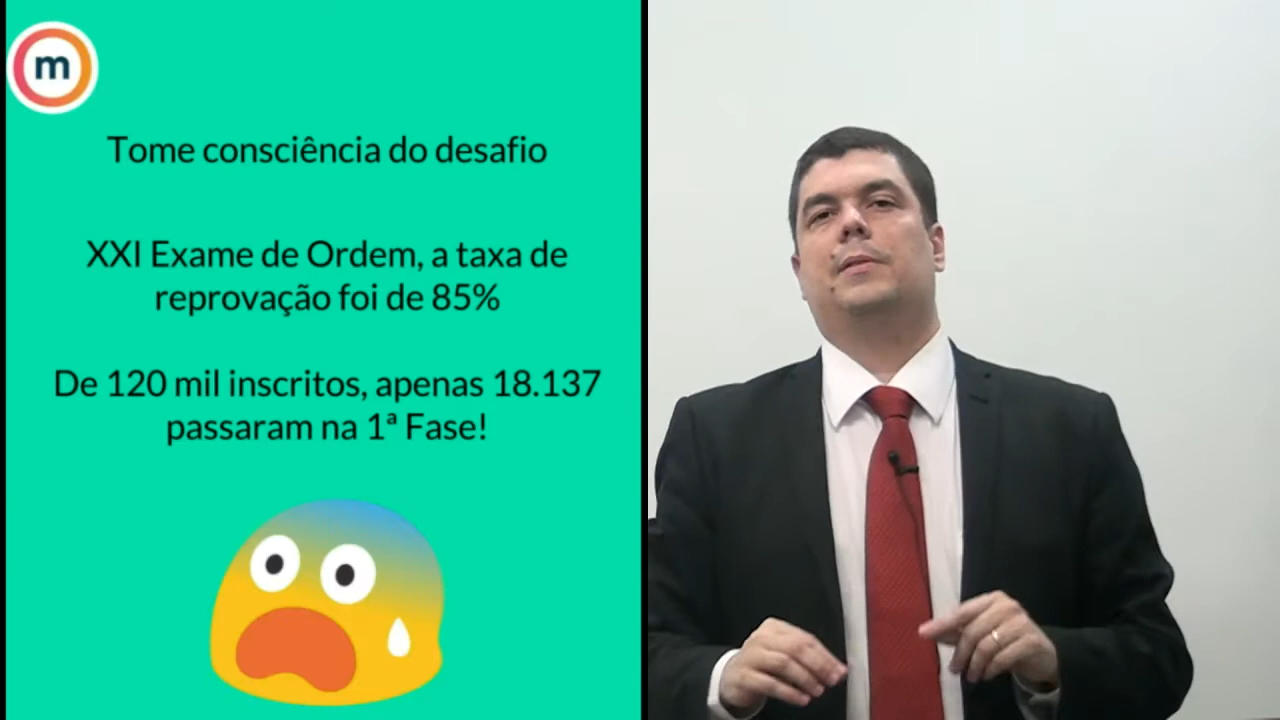 m
Tome consciência do desafio
XXI Exame de Ordem, a taxa de
reprovação foi de 85%
De 120 mil inscritos, apenas 18.137
passaram na 1ª Fase!